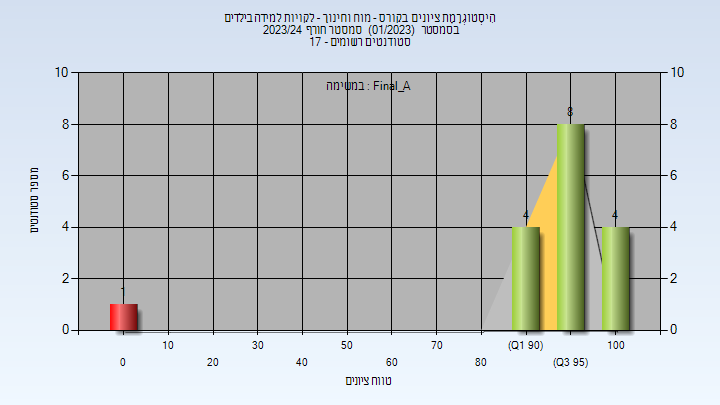 הִיסְטוֹגְרָמַת ציונים בקורס - מוח וחינוך - לקויות למידה בילדים
בסמסטר (01/2023) סמסטר חורף 2023/24
סטודנטים רשומים - 17
במשימה : Final_A
10 10
8 8
6 6
4 4
2 2
0 0
1 4 8 4
מספר סטודנטים
0 10 20 30 40 50 60 70 80 (Q1 90) (Q3 95) 100
טווח ציונים